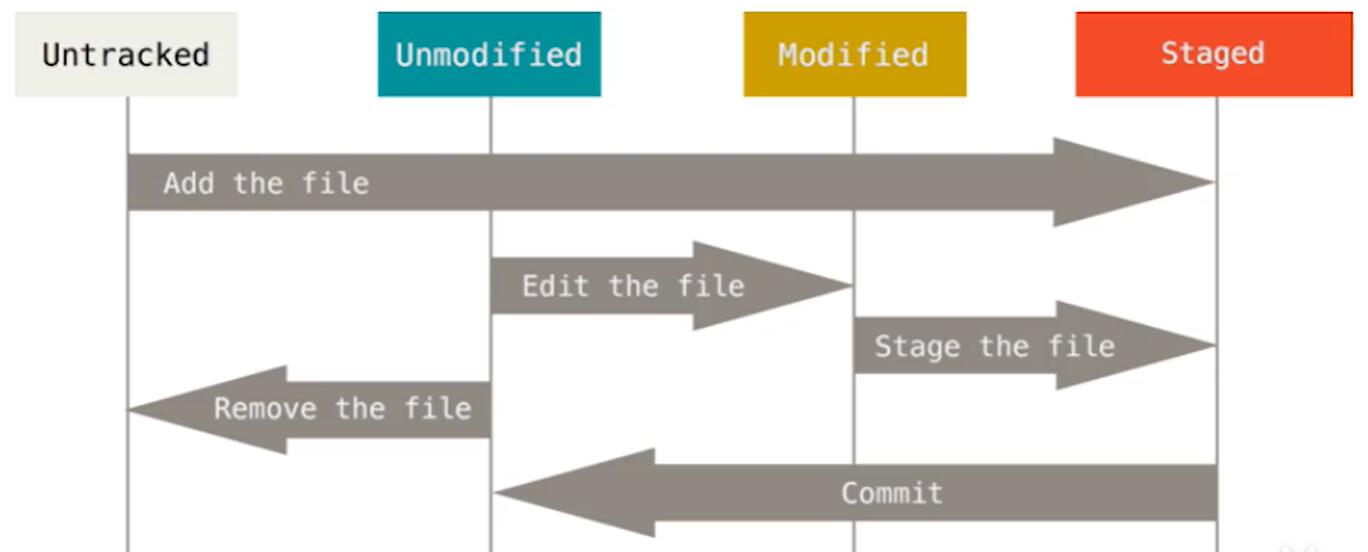 Untracked
Unmodified
Modified
Staged
Add the file
Edit the file
Stage the file
Remove the file
Commit